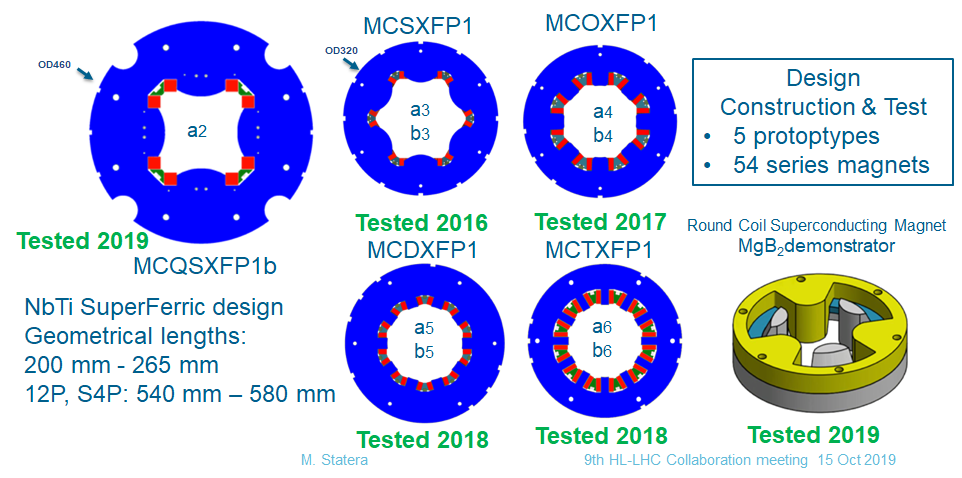 MCSXFP1
MCOXFP1
OD460
OD320
a2
a3
b3
a4
b4
Design
Construction & Test
• 5 protoptypes
• 54 series magnets
Tested 2019
Tested 2016
Tested 2017
MCQSXFP1b
MCDXFP1
MCTXFP1
Round Coil Superconducting Magnet
MgB2demonstrator
NbTi SuperFerric design
Geometrical lengths:
200 mm - 265 mm
12P, S4P: 540 mm – 580 mm
a5
b5
a6
b6
Tested 2018
Tested 2018
Tested 2019
M. Statera
9th HL-LHC Collaboration meeting 15 Oct 2019